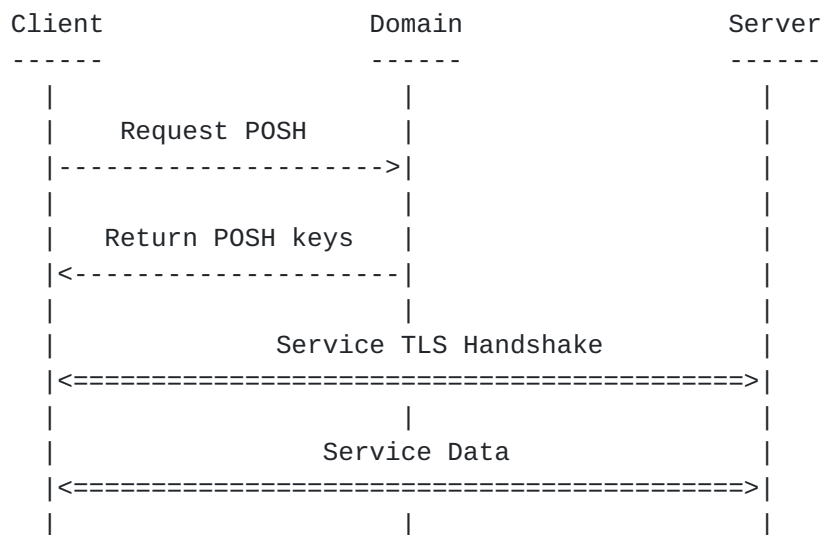 Client                 Domain                 Server
------                 ------                 ------
  |                      |                      |
  |    Request POSH      |                      |
  |--------------------->|                      |
  |                      |                      |
  |   Return POSH keys   |                      |
  |<---------------------|                      |
  |                      |                      |
  |              Service TLS Handshake          |
  |<===========================================>|
  |                      |                      |
  |                 Service Data                |
  |<===========================================>|
  |                      |                      |